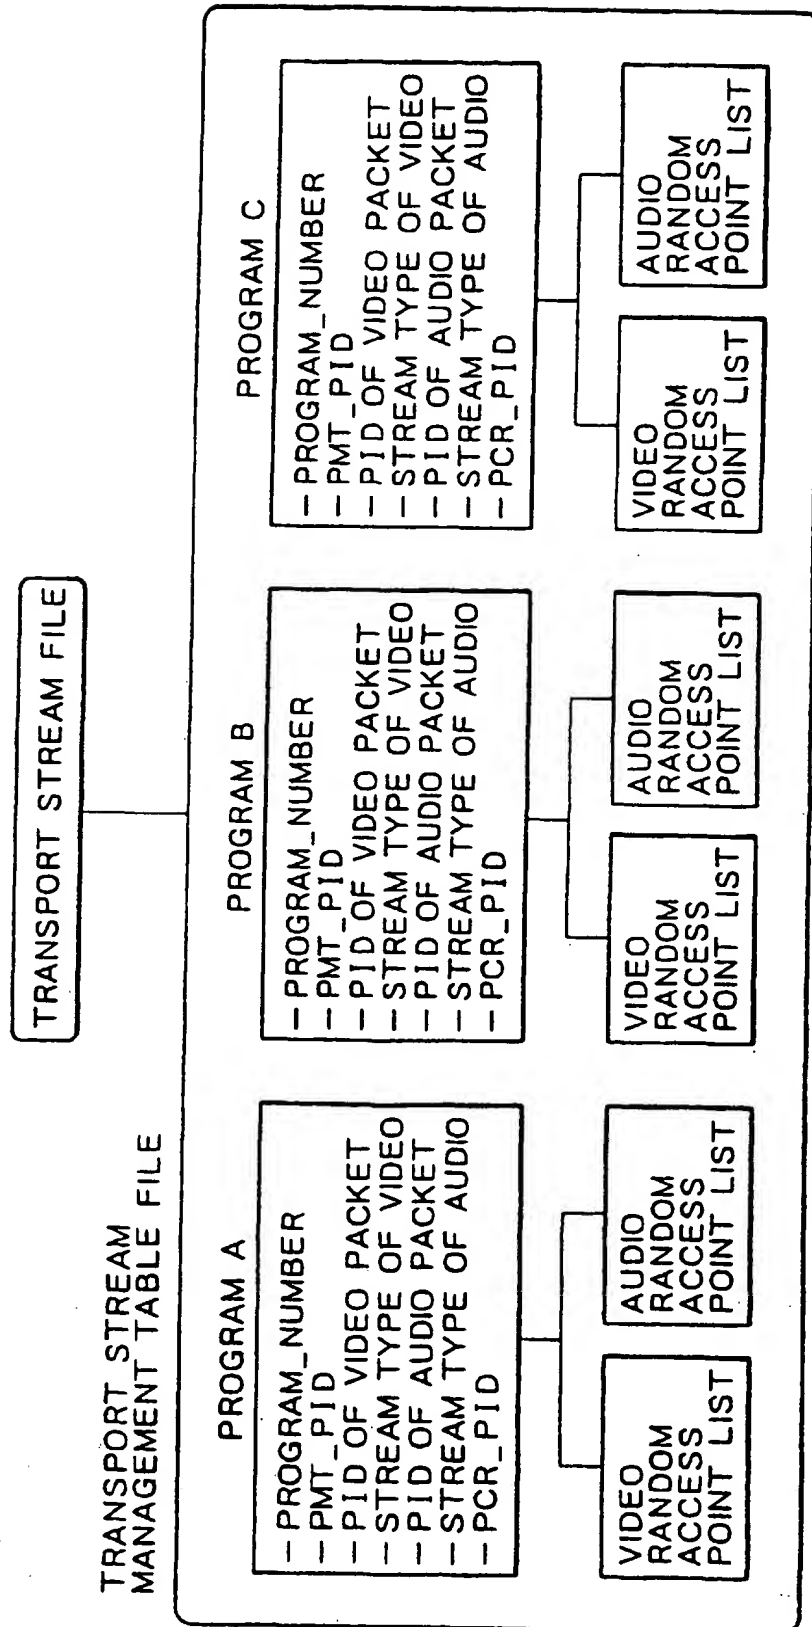 TRANSPORT STREAM FILE
TRANSPORT STREAM
MANAGEMENT TABLE FILE
PROGRAM A
– PROGRAM_NUMBER
– PMT_PID
– PID OF VIDEO PACKET
– STREAM TYPE OF VIDEO
– PID OF AUDIO PACKET
– STREAM TYPE OF AUDIO
– PCR_PID
VIDEO
RANDOM
ACCESS
POINT LIST
AUDIO
RANDOM
ACCESS
POINT LIST
PROGRAM B
– PROGRAM_NUMBER
– PMT_PID
– PID OF VIDEO PACKET
– STREAM TYPE OF VIDEO
– PID OF AUDIO PACKET
– STREAM TYPE OF AUDIO
– PCR_PID
VIDEO
RANDOM
ACCESS
POINT LIST
AUDIO
RANDOM
ACCESS
POINT LIST
PROGRAM C
– PROGRAM_NUMBER
– PMT_PID
– PID OF VIDEO PACKET
– STREAM TYPE OF VIDEO
– PID OF AUDIO PACKET
– STREAM TYPE OF AUDIO
– PCR_PID
VIDEO
RANDOM
ACCESS
POINT LIST
AUDIO
RANDOM
ACCESS
POINT LIST